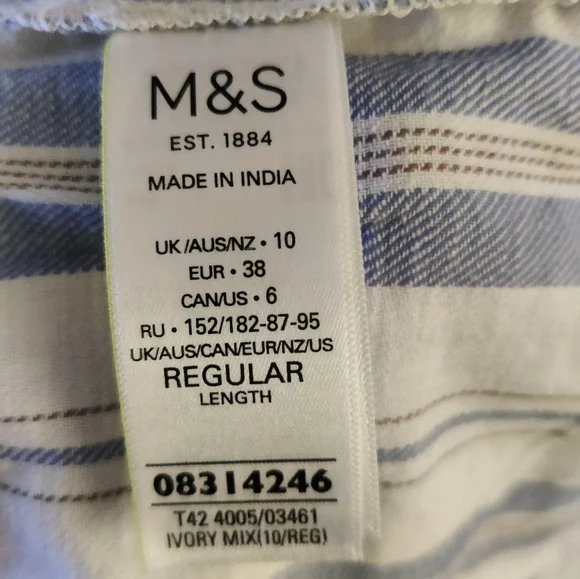 M&S
EST. 1884
MADE IN INDIA
UK/AUS/NZ • 10
EUR • 38
CAN/US • 6
RU • 152/182-87-95
UK/AUS/CAN/EUR/NZ/US
REGULAR
LENGTH
08314246
T42 4005/03461
IVORY MIX(10/REG)